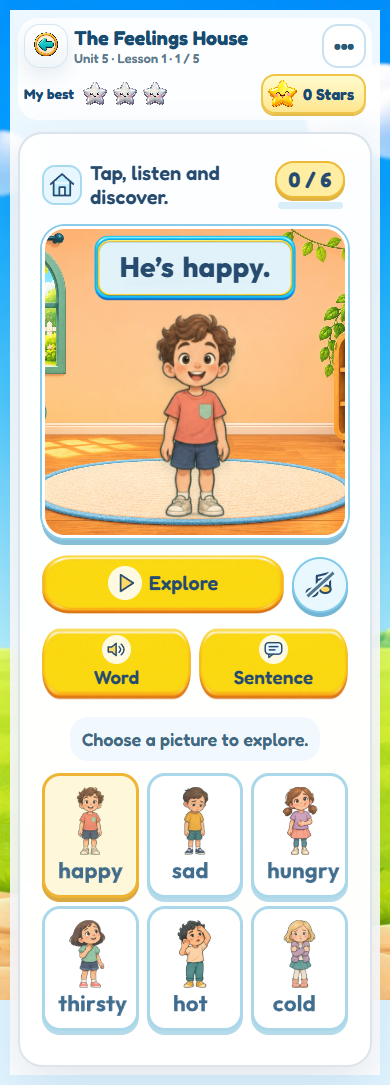 The Feelings House
Unit 5 · Lesson 1 · 1 / 5
My best
0 Stars
Tap, listen and
discover.
0 / 6
He's happy.
Explore
Word
Sentence
Choose a picture to explore.
happy
sad
hungry
thirsty
hot
cold